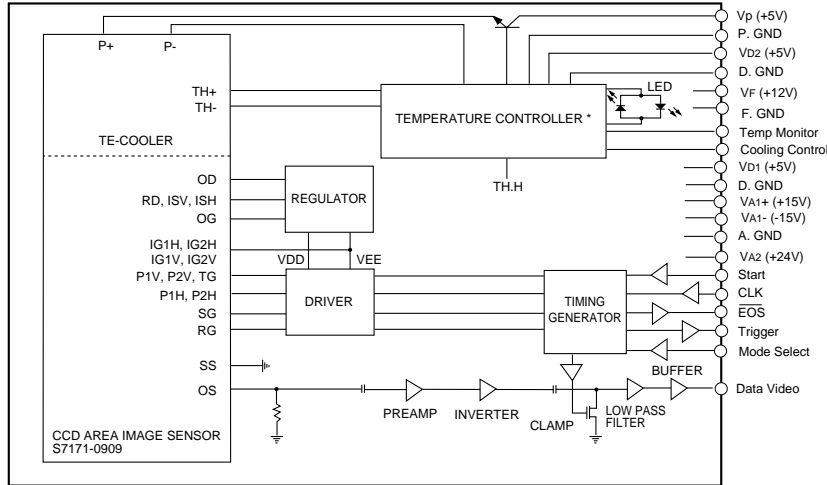 P+
P-
Vp (+5V)
P. GND
VD2 (+5V)
D. GND
VF (+12V)
F. GND
Temp Monitor
Cooling Control
VD1 (+5V)
D. GND
VA1+ (+15V)
VA1- (-15V)
A. GND
VA2 (+24V)
Start
CLK
EOS
Trigger
Mode Select
Data Video
TH+
TH-
TE-COOLER
TEMPERATURE CONTROLLER *
LED
TH.H
OD
RD, ISV, ISH
OG
REGULATOR
IG1H, IG2H
IG1V, IG2V
VDD
VEE
P1V, P2V, TG
P1H, P2H
SG
RG
DRIVER
TIMING
GENERATOR
SS
OS
PREAMP
INVERTER
CLAMP
LOW PASS
FILTER
BUFFER
CCD AREA IMAGE SENSOR
S7171-0909